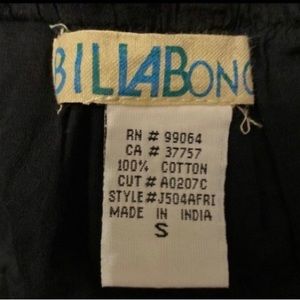 BILLABONG
RN # 99064
CA # 37757
100% COTTON
CUT# A0207C
STYLE#J504AFRI
MADE IN INDIA
S